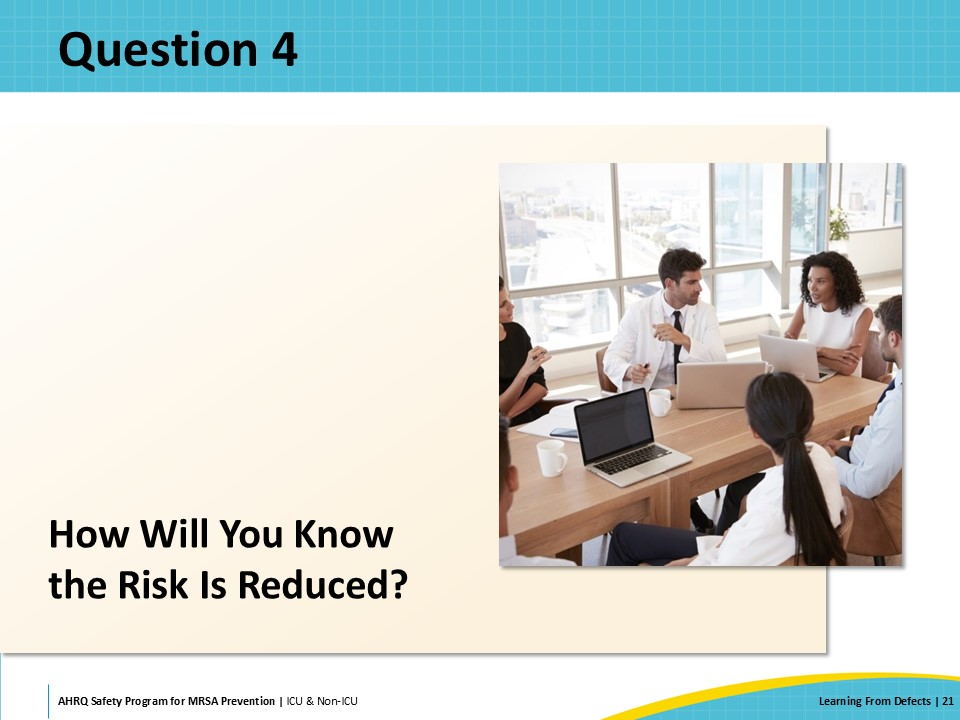 Question 4
How Will You Know
the Risk Is Reduced?
AHRQ Safety Program for MRSA Prevention | ICU & Non-ICU
Learning From Defects | 21